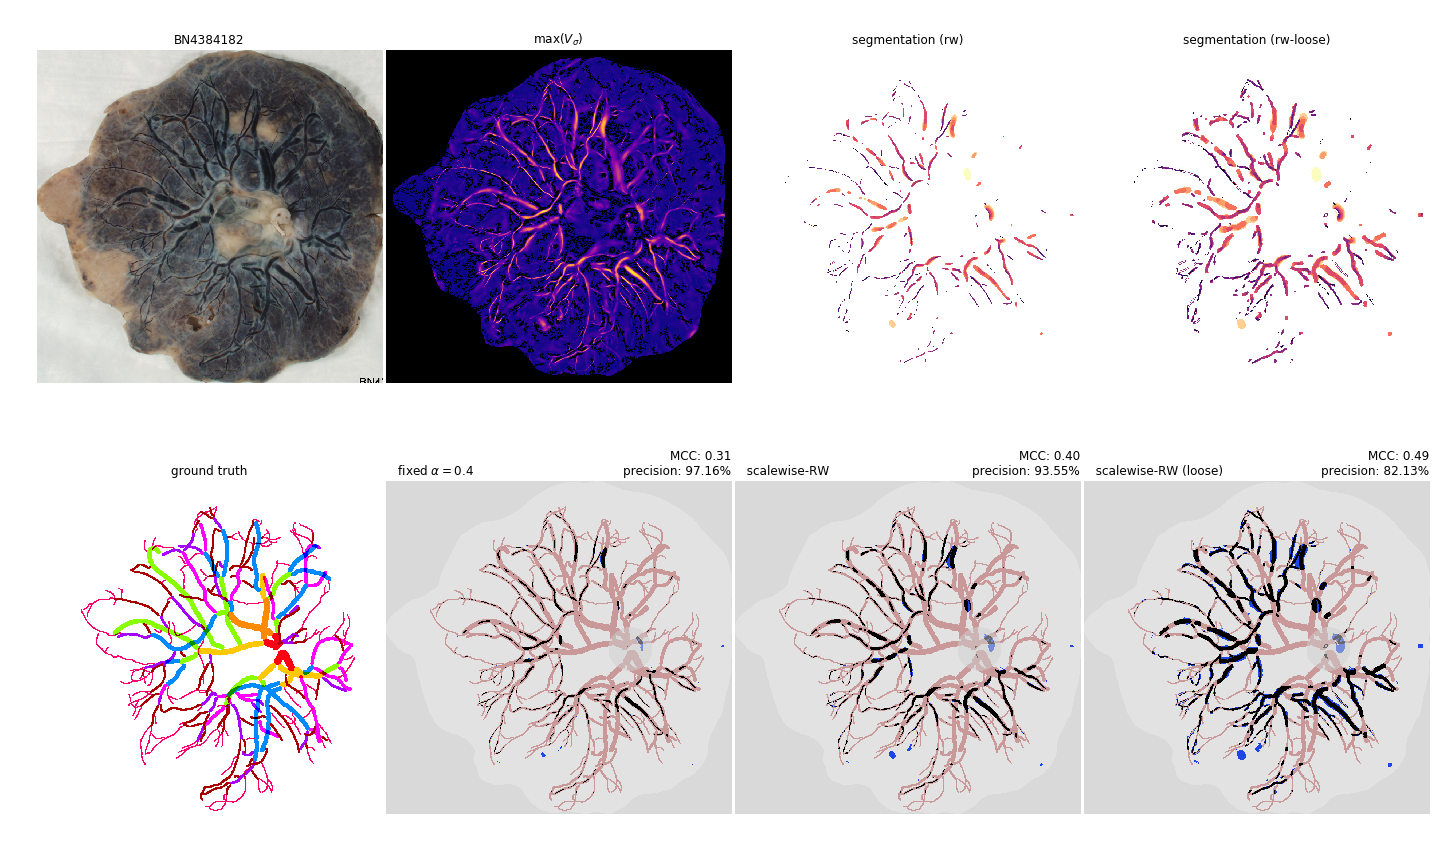 BN4384182
max(Vσ)
segmentation (rw)
segmentation (rw-loose)
ground truth
fixed α = 0.4
MCC: 0.31
precision: 97.16%
scalewise-RW
MCC: 0.40
precision: 93.55%
scalewise-RW (loose)
MCC: 0.49
precision: 82.13%